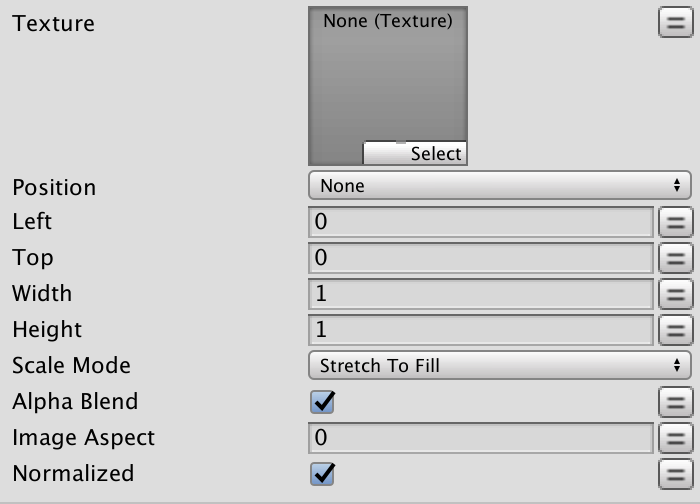 Texture
None (Texture)
Select
Position
None
Left
0
Top
0
Width
1
Height
1
Scale Mode
Stretch To Fill
Alpha Blend
Image Aspect
0
Normalized